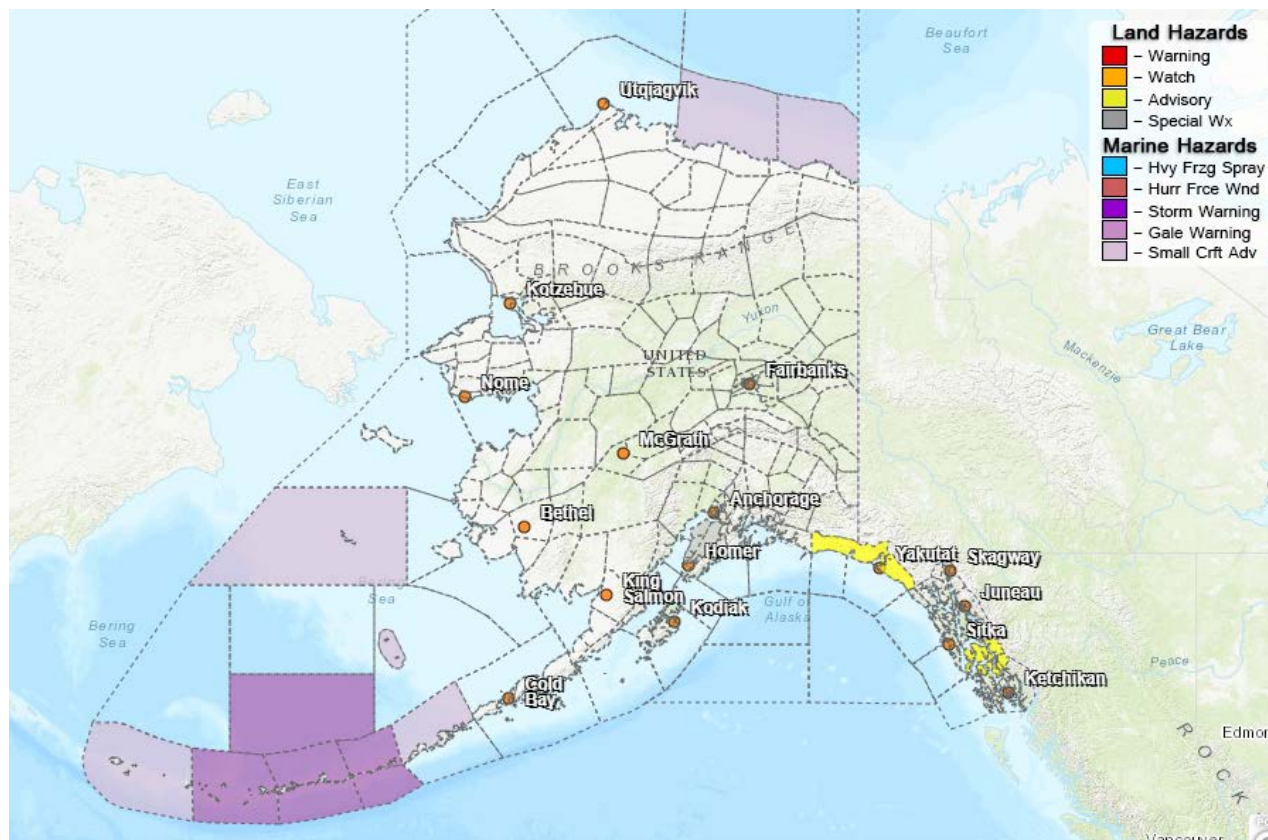 Land Hazards
– Warning
– Watch
– Advisory
– Special Wx
Marine Hazards
– Hvy Frzg Spray
– Hurr Frce Wnd
– Storm Warning
– Gale Warning
– Small Crft Adv
Beaufort
Sea
Utqiagvik
East
Siberian
Sea
BROOKS RANGE
Kotzebue
Yukon
Great Bear
Lake
Mackenzie
UNITED
STATES
Fairbanks
Nome
McGrath
Anchorage
Bethel
Homer
Yakutat
Skagway
King
Salmon
Kodiak
Gulf of
Alaska
Juneau
Sea
Bering
Sea
Sitka
Peace
Ketchikan
Cold
Bay
Edmon
ROCK
Vancouver